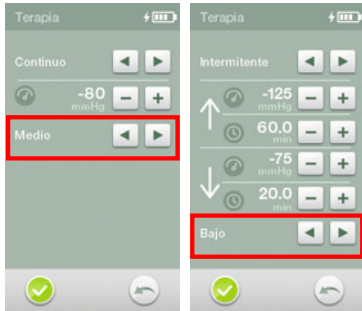 Terapia
Continuo
-80
mmHg
Medio
Terapia
Intermitente
-125
mmHg
60.0
min
-75
mmHg
20.0
min
Bajo